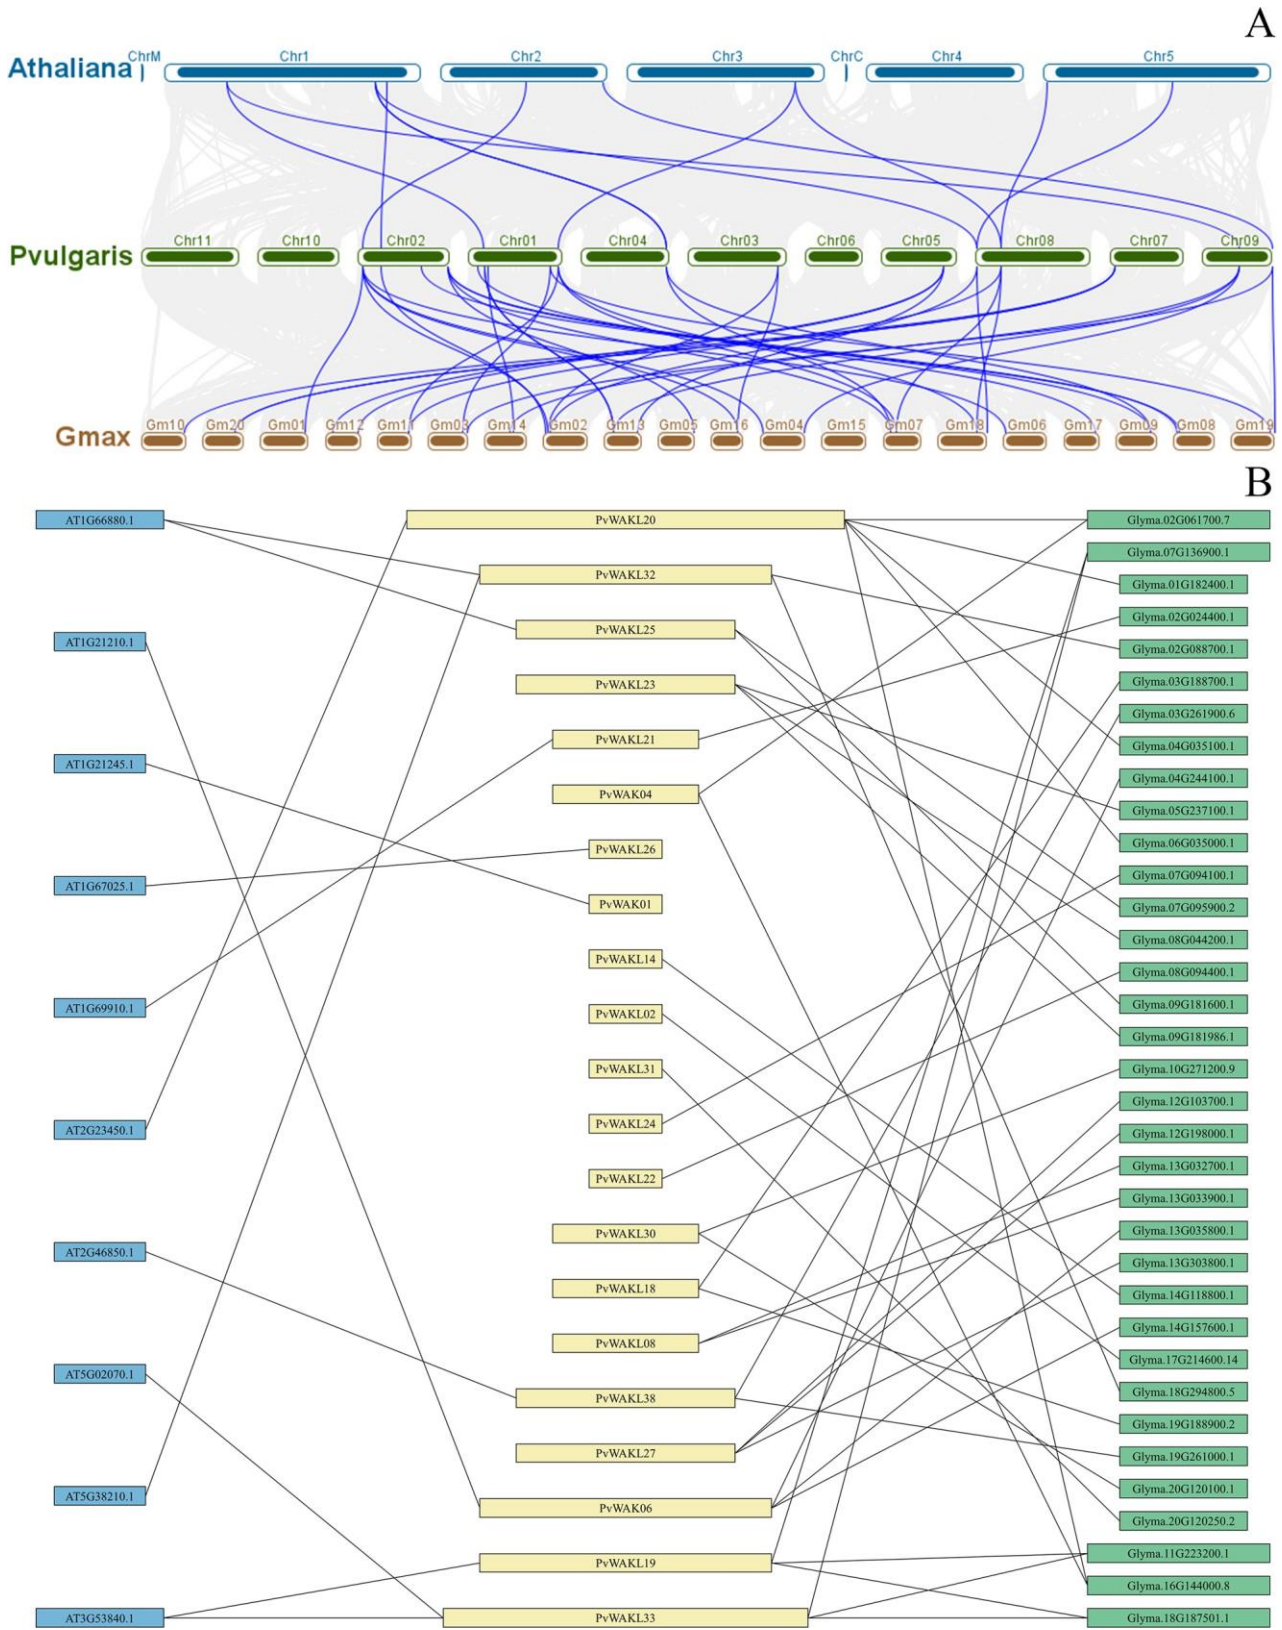 A
ChrM Chr1 Chr2 Chr3 ChrC Chr4 Chr5
Athaliana
Chr11 Chr10 Chr02 Chr01 Chr04 Chr03 Chr06 Chr05 Chr08 Chr07 Chr09
Pvulgaris
Gm10 Gm20 Gm01 Gm12 Gm11 Gm03 Gm14 Gm02 Gm13 Gm05 Gm16 Gm04 Gm15 Gm07 Gm18 Gm06 Gm17 Gm09 Gm08 Gm19
Gmax
B
AT1G66880.1
AT1G21210.1
AT1G21245.1
AT1G67025.1
AT1G69910.1
AT2G23450.1
AT2G46850.1
AT5G02070.1
AT5G38210.1
AT3G53840.1
PvWAKL20
PvWAKL32
PvWAKL25
PvWAKL23
PvWAKL21
PvWAK04
PvWAKL26
PvWAK01
PvWAKL14
PvWAKL02
PvWAKL31
PvWAKL24
PvWAKL22
PvWAKL30
PvWAKL18
PvWAKL08
PvWAKL38
PvWAKL27
PvWAK06
PvWAKL19
PvWAKL33
Glyma.02G061700.7
Glyma.07G136900.1
Glyma.01G182400.1
Glyma.02G024400.1
Glyma.02G088700.1
Glyma.03G188700.1
Glyma.03G261900.6
Glyma.04G035100.1
Glyma.04G244100.1
Glyma.05G237100.1
Glyma.06G035000.1
Glyma.07G094100.1
Glyma.07G095900.2
Glyma.08G044200.1
Glyma.08G094400.1
Glyma.09G181600.1
Glyma.09G181986.1
Glyma.10G271200.9
Glyma.12G103700.1
Glyma.12G198000.1
Glyma.13G032700.1
Glyma.13G033900.1
Glyma.13G035800.1
Glyma.13G303800.1
Glyma.14G118800.1
Glyma.14G157600.1
Glyma.17G214600.14
Glyma.18G294800.5
Glyma.19G188900.2
Glyma.19G261000.1
Glyma.20G120100.1
Glyma.20G120250.2
Glyma.11G223200.1
Glyma.16G144000.8
Glyma.18G187501.1